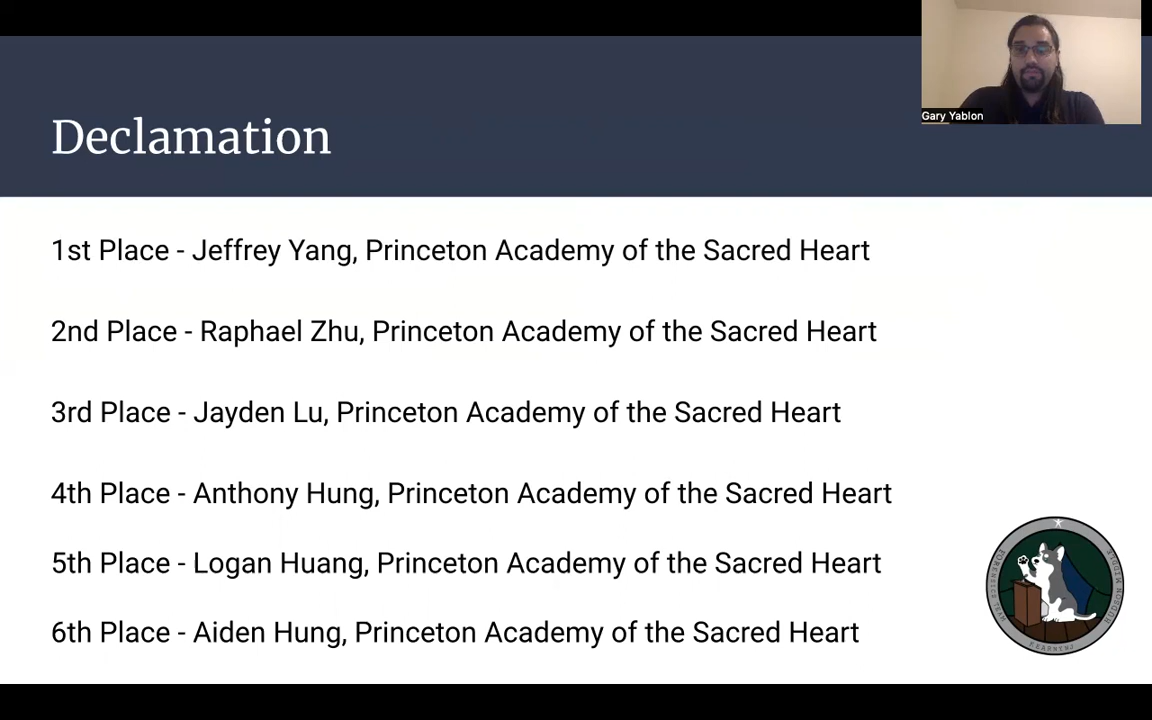 Gary Yablon
Declamation
1st Place - Jeffrey Yang, Princeton Academy of the Sacred Heart
2nd Place - Raphael Zhu, Princeton Academy of the Sacred Heart
3rd Place - Jayden Lu, Princeton Academy of the Sacred Heart
4th Place - Anthony Hung, Princeton Academy of the Sacred Heart
5th Place - Logan Huang, Princeton Academy of the Sacred Heart
6th Place - Aiden Hung, Princeton Academy of the Sacred Heart